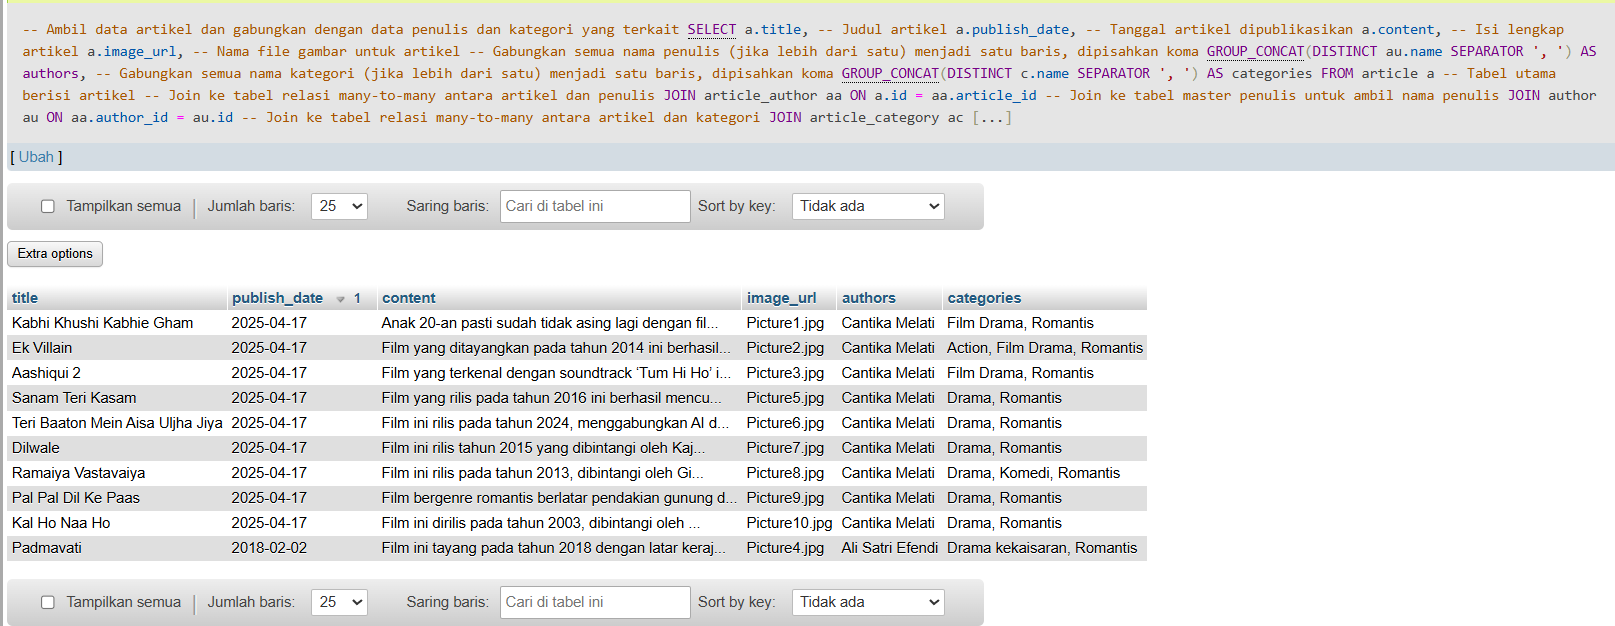 -- Ambil data artikel dan gabungkan dengan data penulis dan kategori yang terkait SELECT a.title, -- Judul artikel a.publish_date, -- Tanggal artikel dipublikasikan a.content, -- Isi lengkap
artikel a.image_url, -- Nama file gambar untuk artikel -- Gabungkan semua nama penulis (jika lebih dari satu) menjadi satu baris, dipisahkan koma GROUP_CONCAT(DISTINCT au.name SEPARATOR ', ') AS
authors, -- Gabungkan semua nama kategori (jika lebih dari satu) menjadi satu baris, dipisahkan koma GROUP_CONCAT(DISTINCT c.name SEPARATOR ', ') AS categories FROM article a -- Tabel utama
berisi artikel -- Join ke tabel relasi many-to-many antara artikel dan penulis JOIN article_author aa ON a.id = aa.article_id -- Join ke tabel master penulis untuk ambil nama penulis JOIN author
au ON aa.author_id = au.id -- Join ke tabel relasi many-to-many antara artikel dan kategori JOIN article_category ac [...]
[ Ubah ]
Tampilkan semua | Jumlah baris: 25 Saring baris: Cari di tabel ini Sort by key: Tidak ada
Extra options
title publish_date 1 content image_url authors categories
Kabhi Khushi Kabhie Gham 2025-04-17 Anak 20-an pasti sudah tidak asing lagi dengan fil... Picture1.jpg Cantika Melati Film Drama, Romantis
Ek Villain 2025-04-17 Film yang ditayangkan pada tahun 2014 ini berhasil... Picture2.jpg Cantika Melati Action, Film Drama, Romantis
Aashiqui 2 2025-04-17 Film yang terkenal dengan soundtrack ‘Tum Hi Ho’ i... Picture3.jpg Cantika Melati Film Drama, Romantis
Sanam Teri Kasam 2025-04-17 Film yang rilis pada tahun 2016 ini berhasil mencu... Picture5.jpg Cantika Melati Drama, Romantis
Teri Baaton Mein Aisa Uljha Jiya 2025-04-17 Film ini rilis pada tahun 2024, menggabungkan AI d... Picture6.jpg Cantika Melati Drama, Romantis
Dilwale 2025-04-17 Film ini rilis tahun 2015 yang dibintangi oleh Kaj... Picture7.jpg Cantika Melati Drama, Romantis
Ramaiya Vastavaiya 2025-04-17 Film ini rilis pada tahun 2013, dibintangi oleh Gi... Picture8.jpg Cantika Melati Drama, Komedi, Romantis
Pal Pal Dil Ke Paas 2025-04-17 Film bergenre romantis berlatar pendakian gunung d... Picture9.jpg Cantika Melati Drama, Romantis
Kal Ho Naa Ho 2025-04-17 Film ini dirilis pada tahun 2003, dibintangi oleh ... Picture10.jpg Cantika Melati Drama, Romantis
Padmavati 2018-02-02 Film ini tayang pada tahun 2018 dengan latar keraj... Picture4.jpg Ali Satri Efendi Drama kekaisaran, Romantis
Tampilkan semua | Jumlah baris: 25 Saring baris: Cari di tabel ini Sort by key: Tidak ada